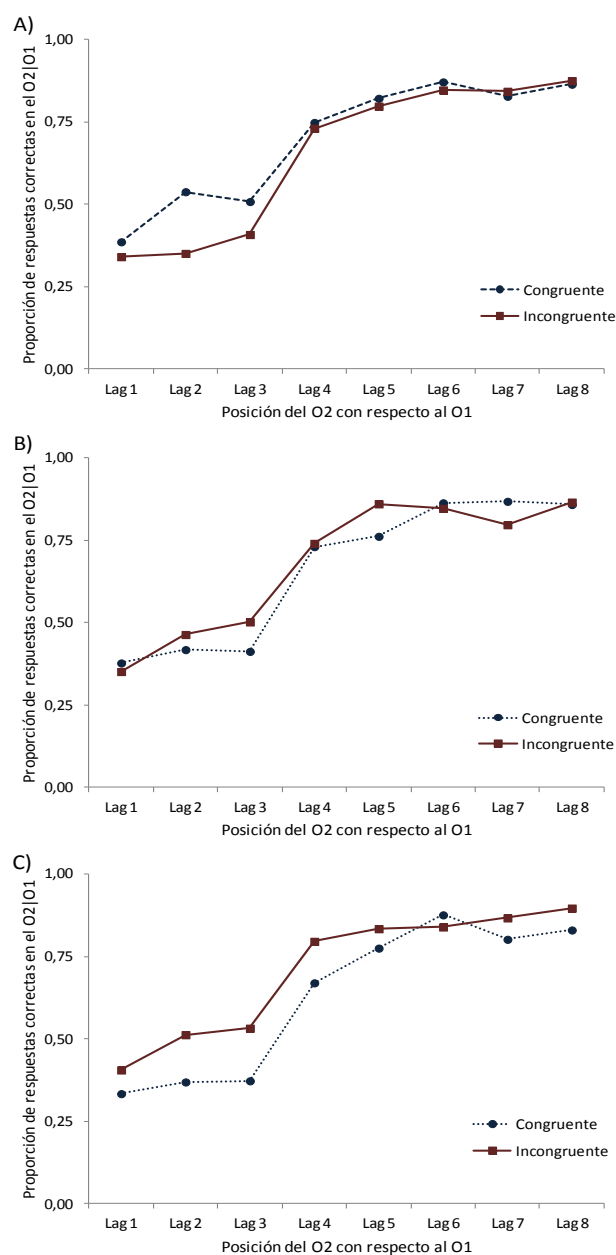 A)
Proporción de respuestas correctas en el O2|O1
1,00
0,75
0,50
0,25
0,00
Congruente
Incongruente
Lag 1 Lag 2 Lag 3 Lag 4 Lag 5 Lag 6 Lag 7 Lag 8
Posición del O2 con respecto al O1
B)
Proporción de respuestas correctas en el O2|O1
1,00
0,75
0,50
0,25
0,00
Congruente
Incongruente
Lag 1 Lag 2 Lag 3 Lag 4 Lag 5 Lag 6 Lag 7 Lag 8
Posición del O2 con respecto al O1
C)
Proporción de respuestas correctas en el O2|O1
1,00
0,75
0,50
0,25
0,00
Congruente
Incongruente
Lag 1 Lag 2 Lag 3 Lag 4 Lag 5 Lag 6 Lag 7 Lag 8
Posición del O2 con respecto al O1